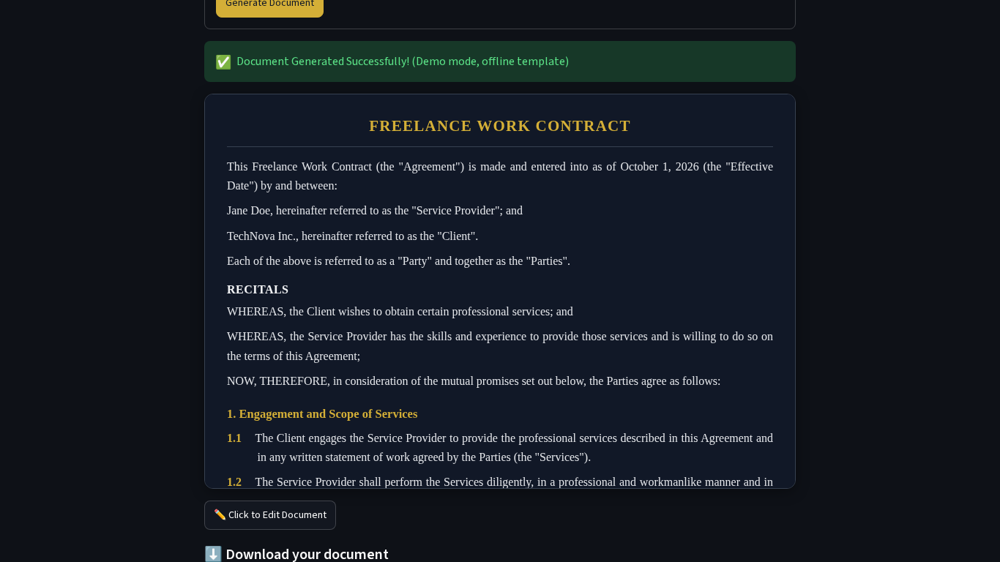 Generate Document
✅ Document Generated Successfully! (Demo mode, offline template)
FREELANCE WORK CONTRACT
This Freelance Work Contract (the "Agreement") is made and entered into as of October 1, 2026 (the "Effective
Date") by and between:
Jane Doe, hereinafter referred to as the "Service Provider"; and
TechNova Inc., hereinafter referred to as the "Client".
Each of the above is referred to as a "Party" and together as the "Parties".
RECITALS
WHEREAS, the Client wishes to obtain certain professional services; and
WHEREAS, the Service Provider has the skills and experience to provide those services and is willing to do so on
the terms of this Agreement;
NOW, THEREFORE, in consideration of the mutual promises set out below, the Parties agree as follows:
1. Engagement and Scope of Services
1.1 The Client engages the Service Provider to provide the professional services described in this Agreement and
in any written statement of work agreed by the Parties (the "Services").
1.2 The Service Provider shall perform the Services diligently, in a professional and workmanlike manner and in
✏️ Click to Edit Document
⬇️ Download your document